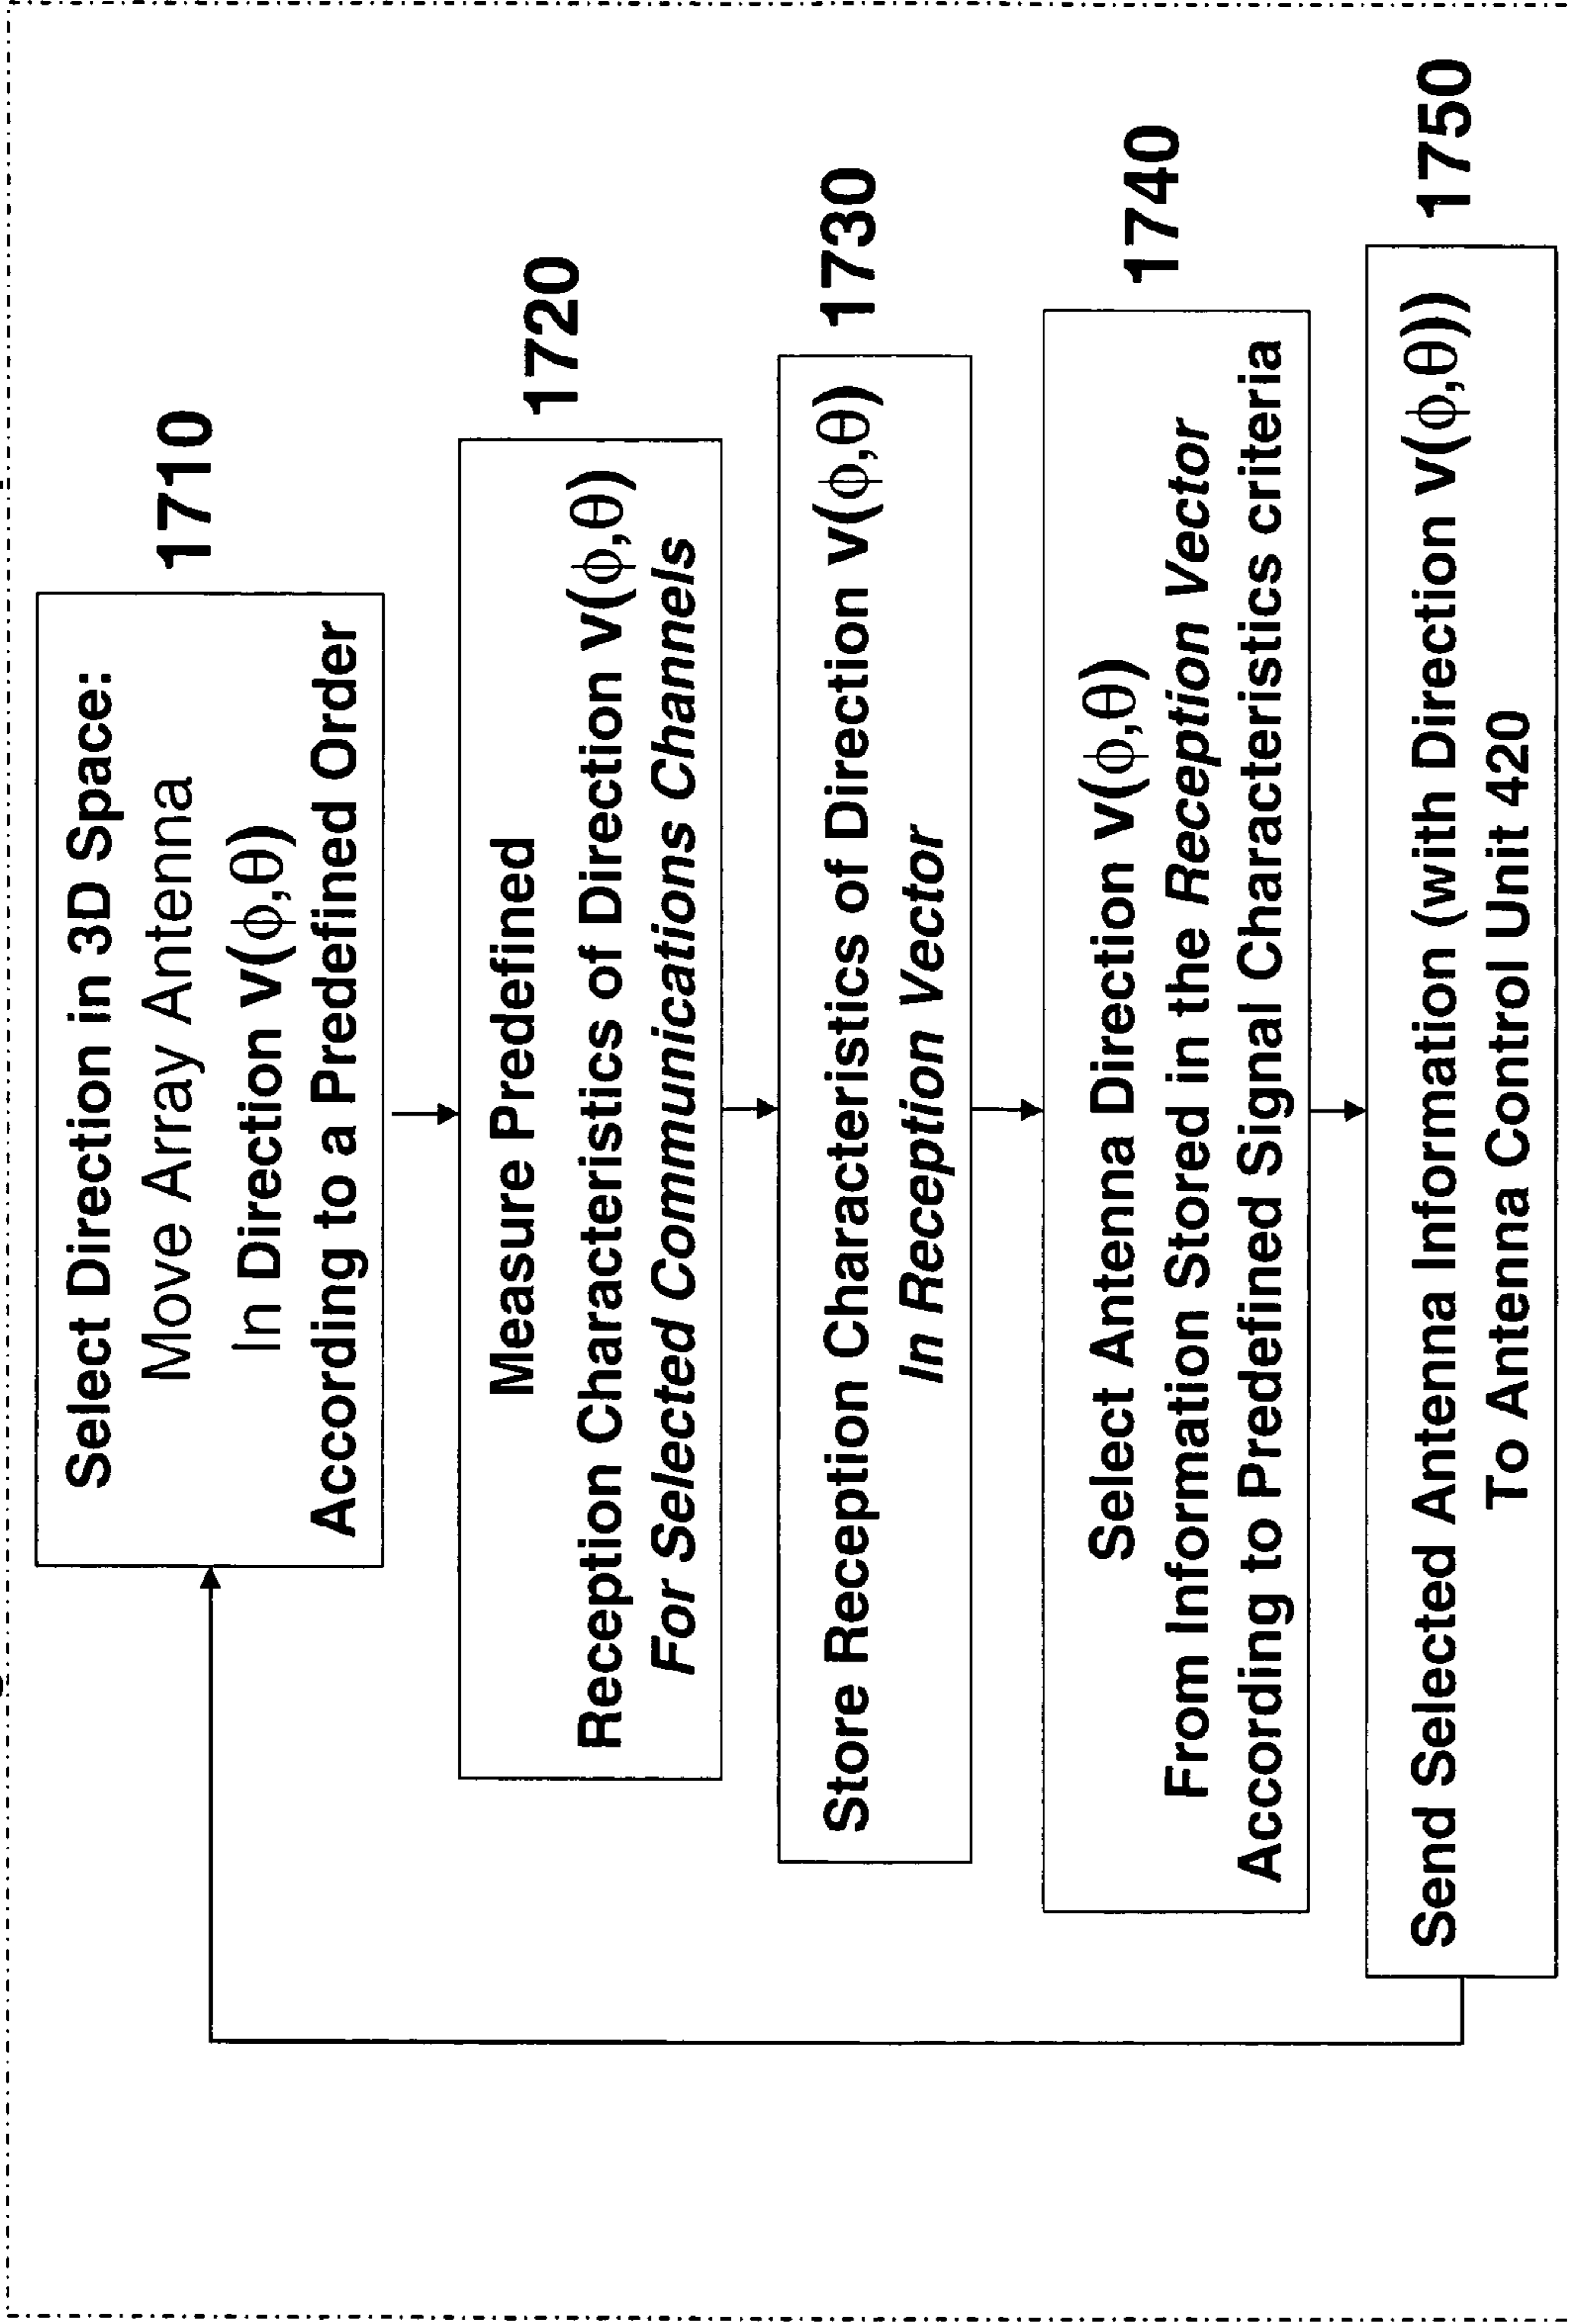 Select Direction in 3D Space:
Move Array Antenna
In Direction v(ϕ,θ)
According to a Predefined Order
1710
Measure Predefined
Reception Characteristics of Direction v(ϕ,θ)
For Selected Communications Channels
1720
Store Reception Characteristics of Direction v(ϕ,θ)
In Reception Vector
1730
Select Antenna Direction v(ϕ,θ)
From Information Stored in the Reception Vector
According to Predefined Signal Characteristics criteria
1740
Send Selected Antenna Information (with Direction v(ϕ,θ))
To Antenna Control Unit 420
1750